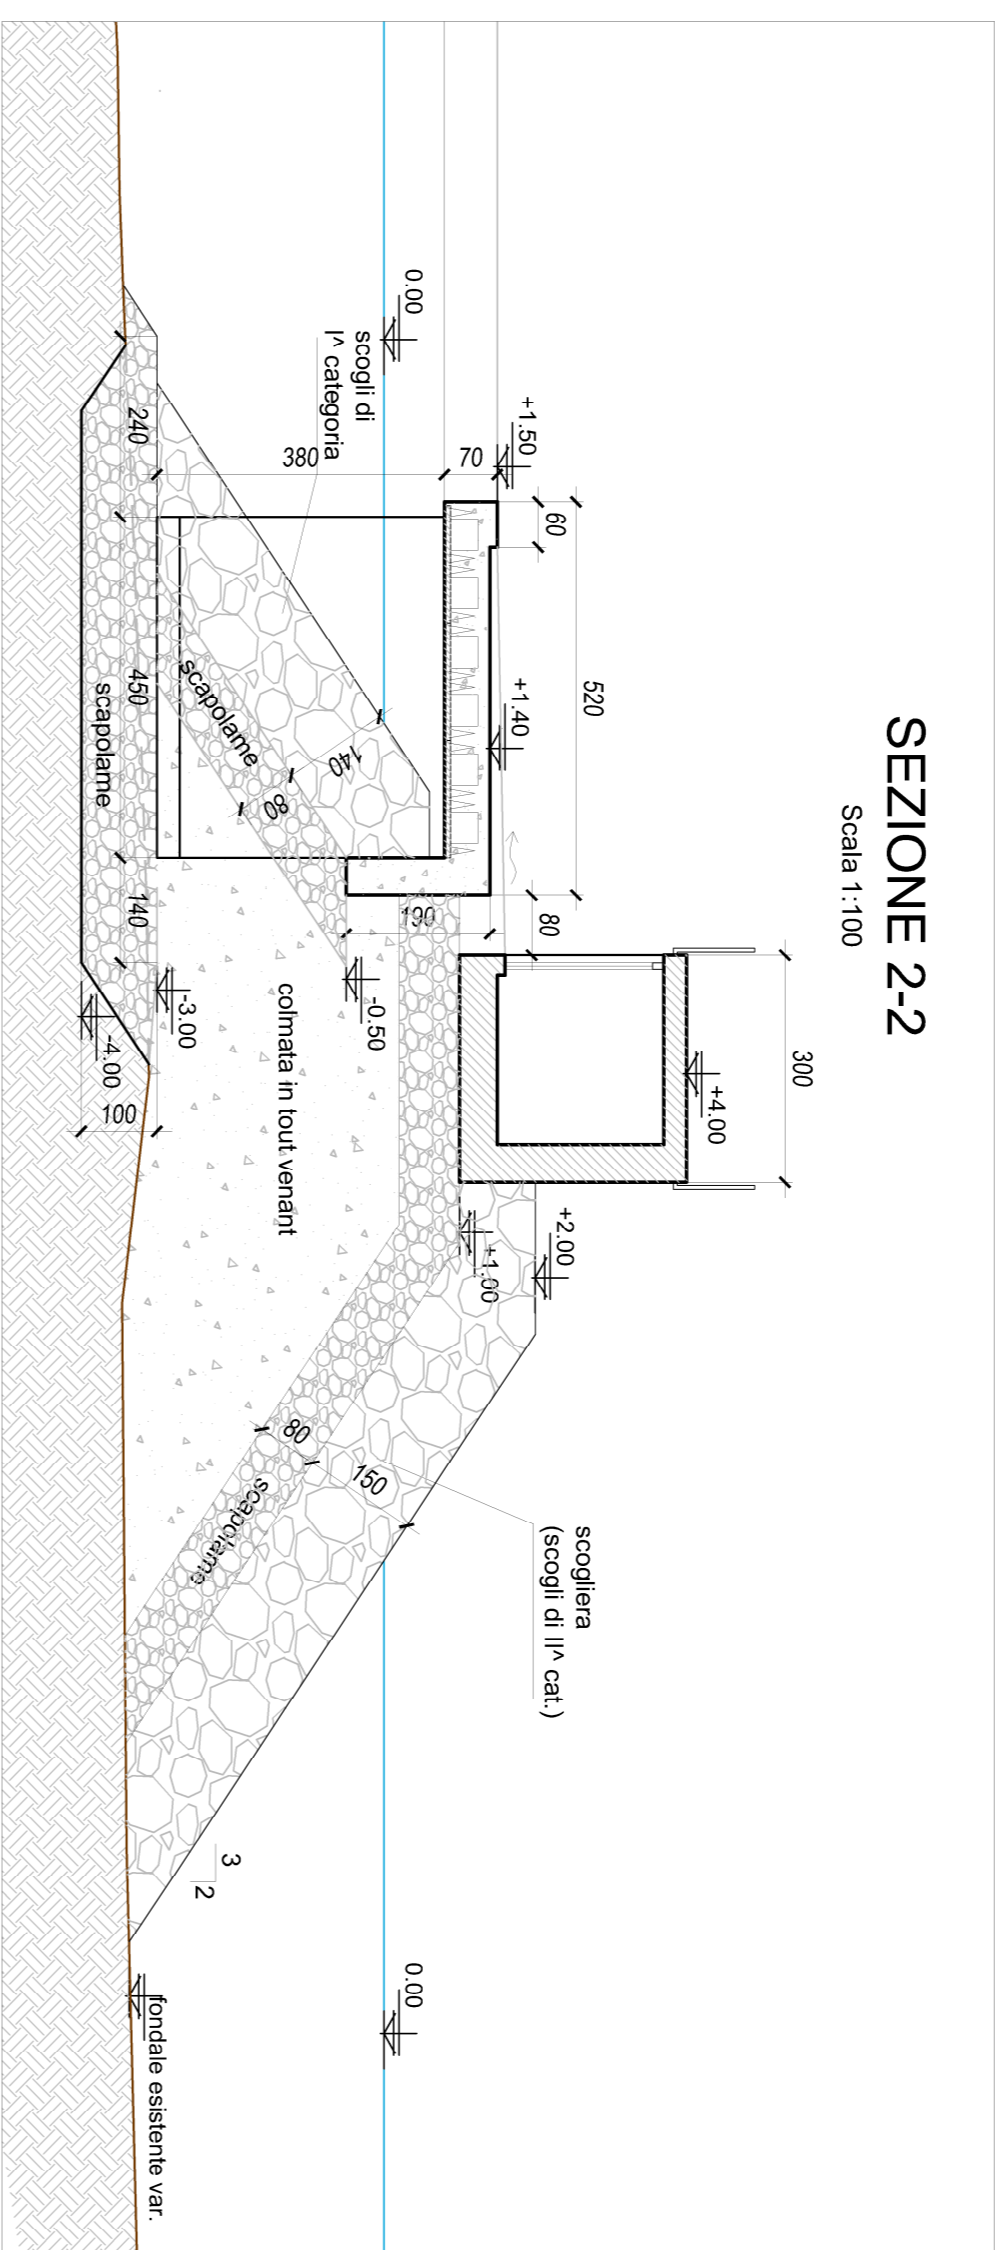 SEZIONE 2-2
Scala 1:100
300
+4.00
520
80
60
+1.50
+1.40
+2.00
+1.00
70
380
190
0.00
0.00
scogli di
I^ categoria
scogliera
(scogli di II^ cat.)
140
80
scapolame
-0.50
80
150
scapolame
colmata in tout venant
240
450
140
-3.00
scapolame
-4.00
100
3
2
fondale esistente var.